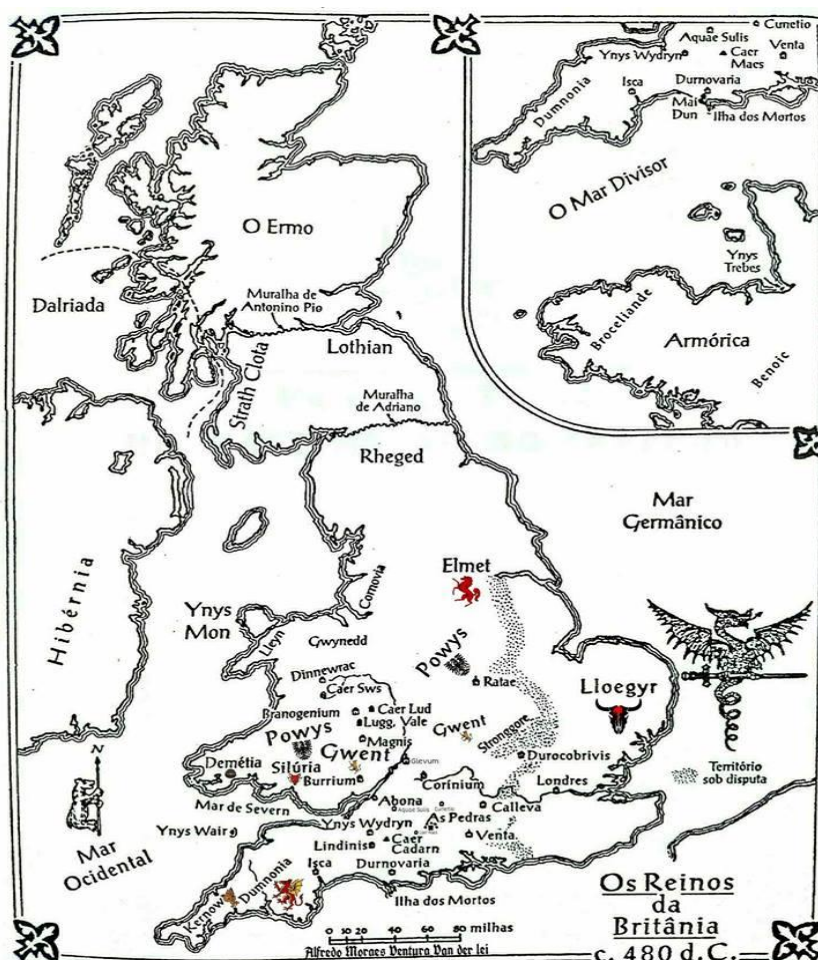 Cunetio
Aquae Sulis
Ynys Wydryn
Caer
Maes
Venta
Dumnonia
Isca
Durnovaria
Mai
Dun
Ilha dos Mortos
O Mar Divisor
Ynys
Trebes
Broceliande
Armórica
Benoic
O Ermo
Dalriada
Muralha de
Antonino Pio
Strath Clota
Lothian
Muralha
de Adriano
Rheged
Mar
Germânico
Hibérnia
Elmet
Ynys
Mon
Cornovia
Lleyn
Gwynedd
Powys
Dinnewrac
Caer Sws
Ratae
Lloegyr
Branogenium
Caer Lud
Lugg. Vale
Powys
Magnis
Gwent
Stronggore
Gwent
Glevum
Durocobrivis
Demétia
Silúria
Burrium
Corinium
Londres
Território
sob disputa
N
Mar de Severn
Abona
Aquae Sulis
Cunetio
Calleva
Ynys Wair
Ynys Wydryn
As Pedras
Lindinis
Caer
Cadarn
Venta
Mar
Ocidental
Isca
Durnovaria
Kernow
Dumnonia
Ilha dos Mortos
Os Reinos
da
Britânia
c. 480 d.C.
0 10 20 40 60 80 milhas
Alfredo Moraes Ventura Van der lei